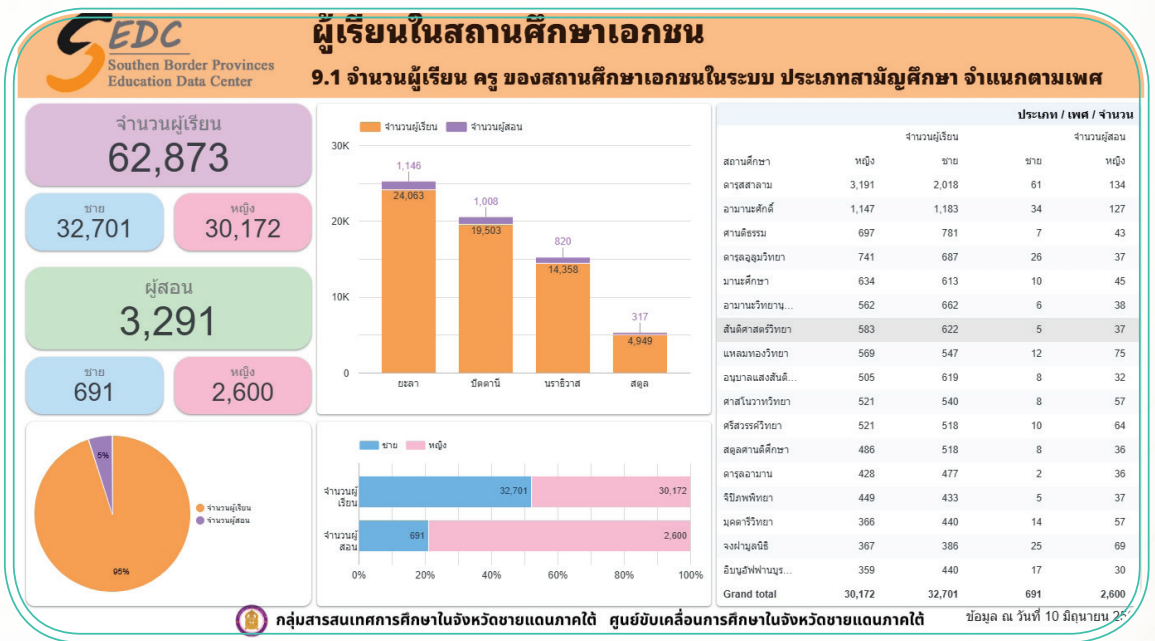 EDC
Southen Border Provinces
Education Data Center
ผู้เรียนในสถานศึกษาเอกชน
9.1 จำนวนผู้เรียน ครู ของสถานศึกษาเอกชนในระบบ ประเภทสามัญศึกษา จำแนกตามเพศ
จำนวนผู้เรียน
62,873
ชาย
32,701
หญิง
30,172
ผู้สอน
3,291
ชาย
691
หญิง
2,600
5%
95%
จำนวนผู้เรียน
จำนวนผู้สอน
จำนวนผู้เรียน จำนวนผู้สอน
30K
20K
10K
0
1,146
24,063
1,008
19,503
820
14,358
317
4,949
ยะลา ปัตตานี นราธิวาส สตูล
ชาย หญิง
จำนวนผู้
เรียน
32,701 30,172
จำนวนผู้
สอน
691 2,600
0% 20% 40% 60% 80% 100%
ประเภท / เพศ / จำนวน
จำนวนผู้เรียน จำนวนผู้สอน
สถานศึกษา หญิง ชาย ชาย หญิง
ดารุสสาลาม 3,191 2,018 61 134
อามานะศักดิ์ 1,147 1,183 34 127
ศานติธรรม 697 781 7 43
ดารุลอุลูมวิทยา 741 687 26 37
มานะศึกษา 634 613 10 45
อามานะวิทยานุ... 562 662 6 38
สันติศาสตร์วิทยา 583 622 5 37
แหลมทองวิทยา 569 547 12 75
อนุบาลแสงสันติ... 505 619 8 32
ศาสโนวาทวิทยา 521 540 8 57
ศรีสวรรค์วิทยา 521 518 10 64
สตูลศานติศึกษา 486 518 8 36
ดารุลอามาน 428 477 2 36
จิปิภพพิทยา 449 433 5 37
มุคตารีวิทยา 366 440 14 57
จงฝามูลนิธิ 367 386 25 69
อิบนูอัฟฟานบูร... 359 440 17 30
Grand total 30,172 32,701 691 2,600
กลุ่มสารสนเทศการศึกษาในจังหวัดชายแดนภาคใต้ ศูนย์ขับเคลื่อนการศึกษาในจังหวัดชายแดนภาคใต้
ข้อมูล ณ วันที่ 10 มิถุนายน